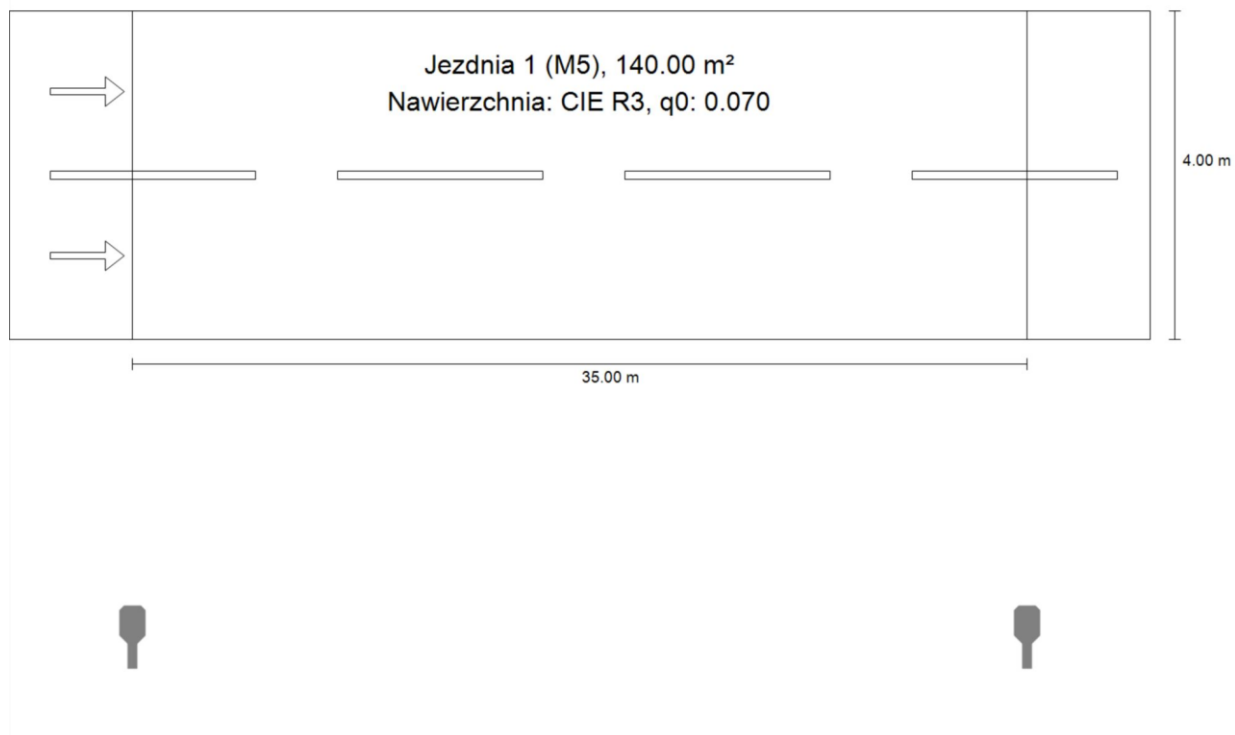 Jezdnia 1 (M5), 140.00 m²
Nawierzchnia: CIE R3, q0: 0.070
4.00 m
35.00 m